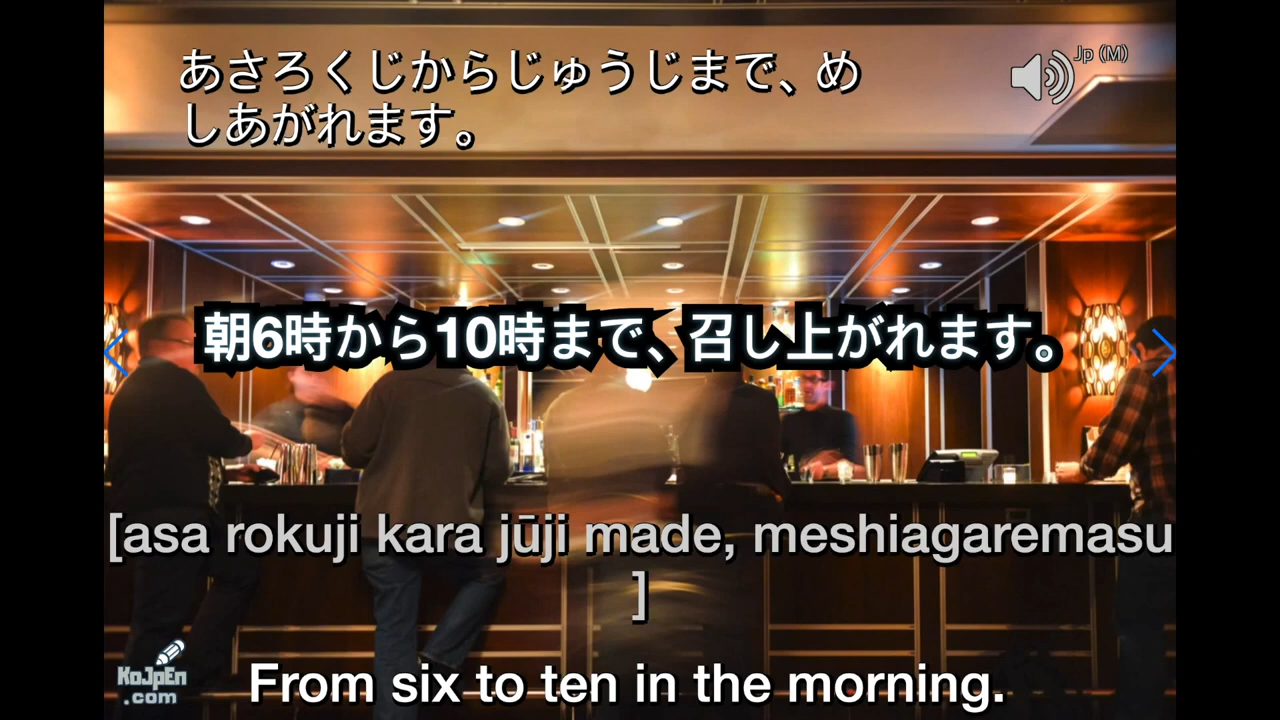 あさろくじからじゅうじまで、め
しあがれます。
Jp (M)
朝6時から10時まで、召し上がれます。
[asa rokuji kara jūji made, meshiagaremasu
]
From six to ten in the morning.
KoJpEn
.com